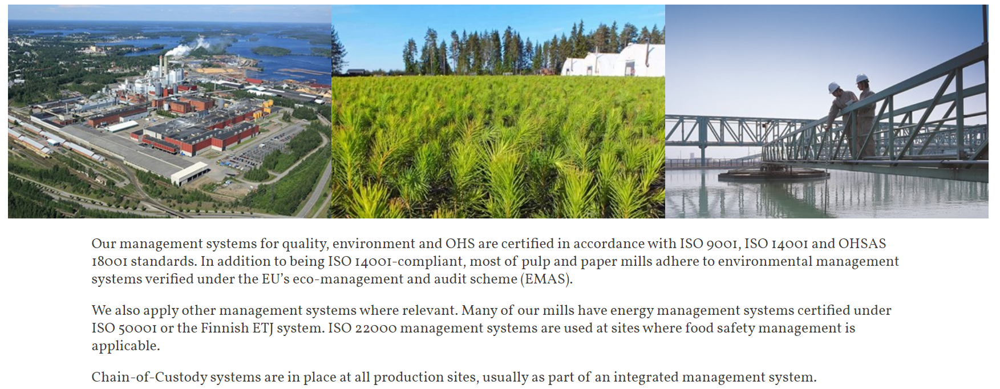 Our management systems for quality, environment and OHS are certified in accordance with ISO 9001, ISO 14001 and OHSAS
18001 standards. In addition to being ISO 14001-compliant, most of pulp and paper mills adhere to environmental management
systems verified under the EU’s eco-management and audit scheme (EMAS).
We also apply other management systems where relevant. Many of our mills have energy management systems certified under
ISO 50001 or the Finnish ETJ system. ISO 22000 management systems are used at sites where food safety management is
applicable.
Chain-of-Custody systems are in place at all production sites, usually as part of an integrated management system.